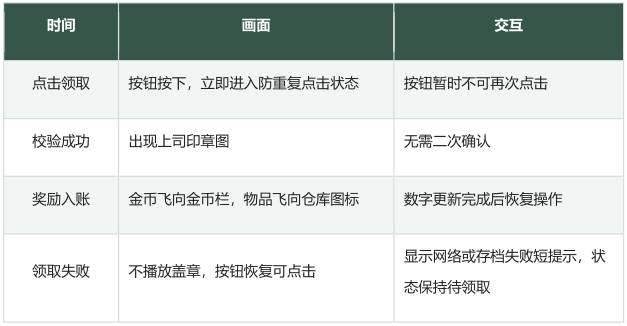 时间 画面 交互
点击领取 按钮按下，立即进入防重复点击状态 按钮暂时不可再次点击
校验成功 出现上司印章图 无需二次确认
奖励入账 金币飞向金币栏，物品飞向仓库图标 数字更新完成后恢复操作
领取失败 不播放盖章，按钮恢复可点击 显示网络或存档失败短提示，状
态保持待领取